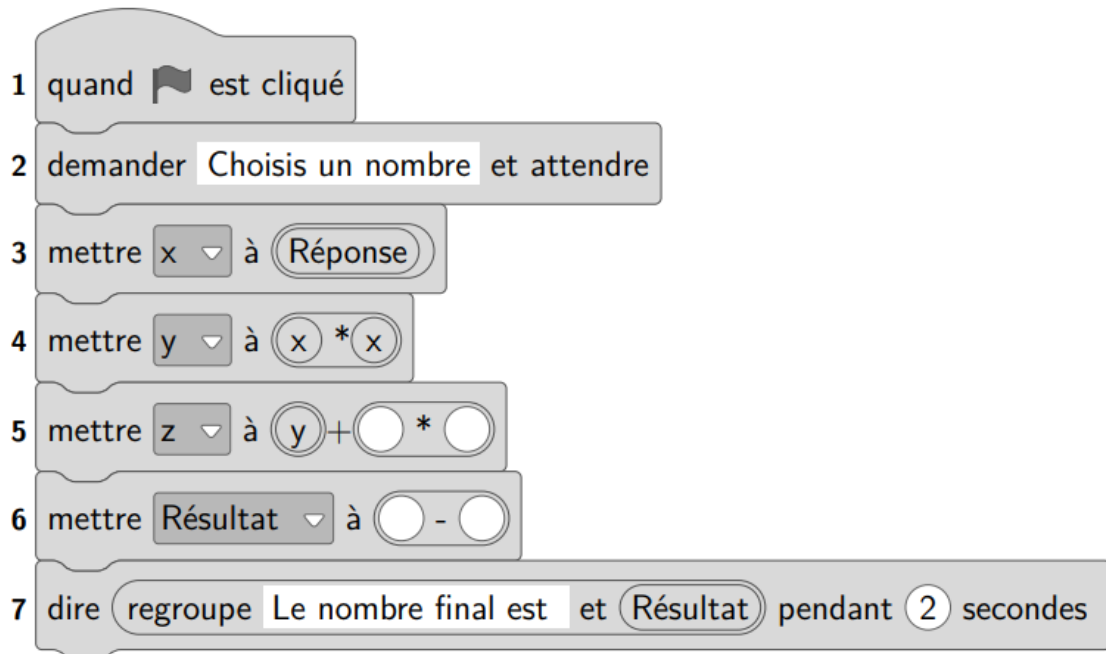 1 quand est cliqué
2 demander Choisis un nombre et attendre
3 mettre x à Réponse
4 mettre y à x * x
5 mettre z à y + *
6 mettre Résultat à -
7 dire regroupe Le nombre final est et Résultat pendant 2 secondes